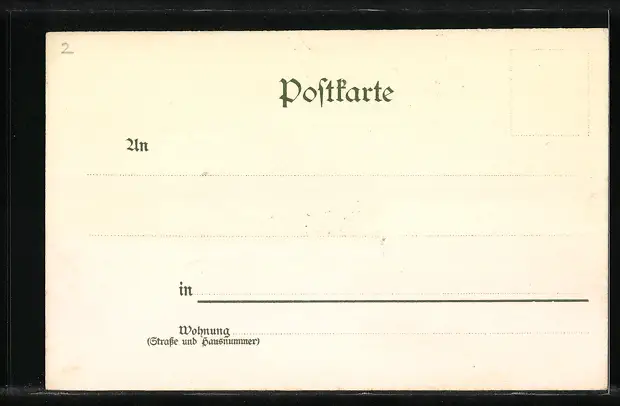 2
Postkarte
An
in
Wohnung
(Straße und Hausnummer)